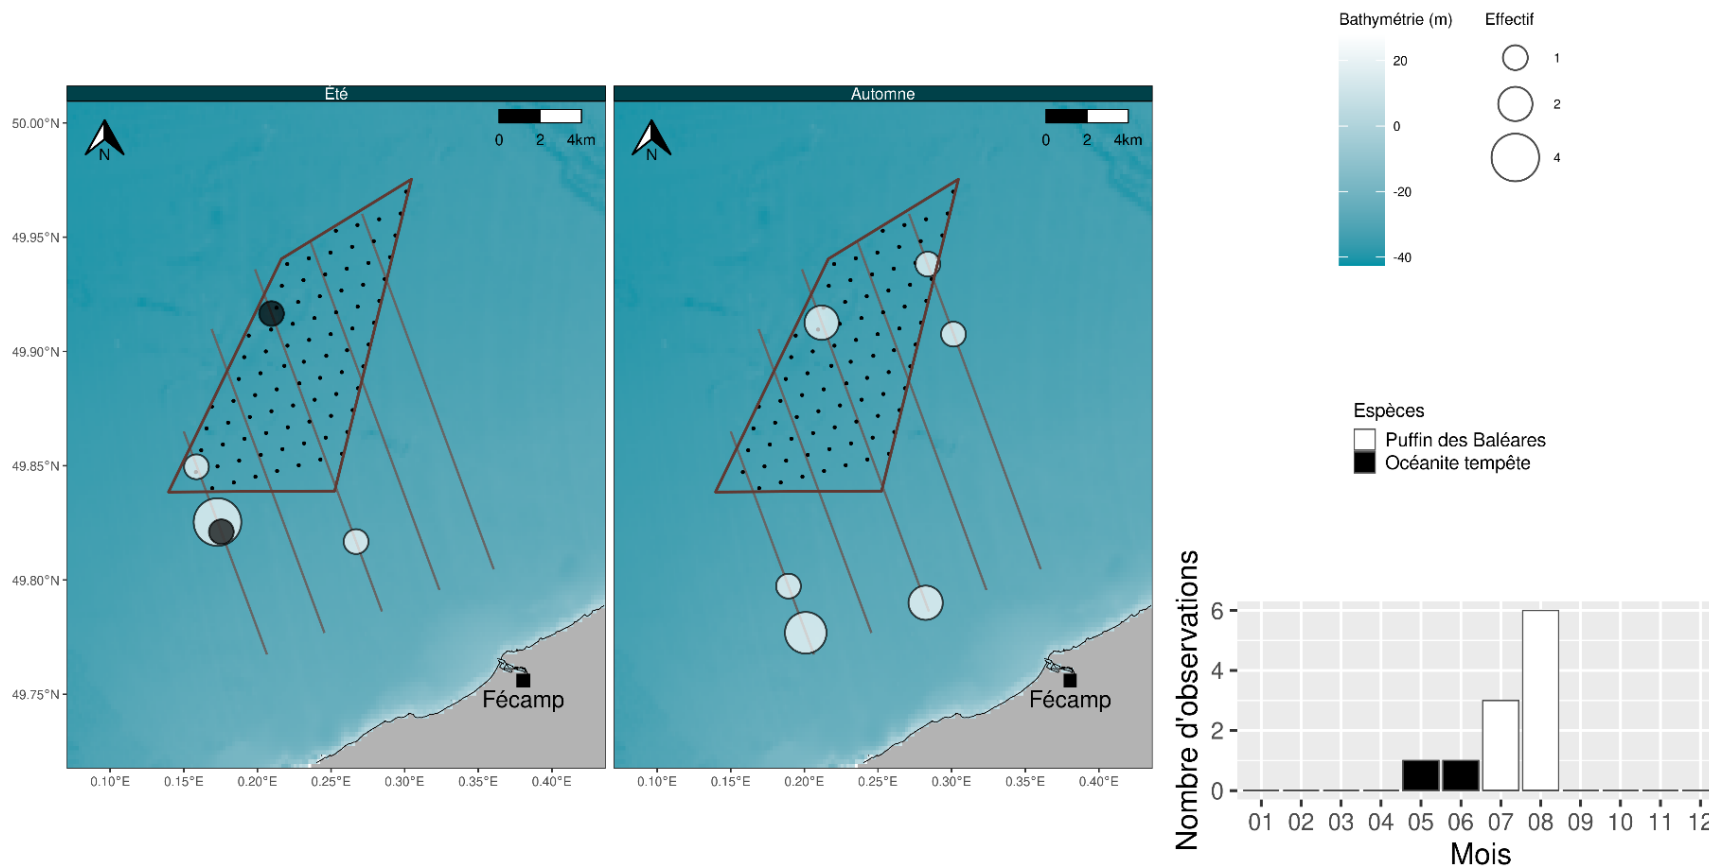 Été
Automne
50.00°N
49.95°N
49.90°N
49.85°N
49.80°N
49.75°N
N
0 2 4km
Fécamp
0.10°E 0.15°E 0.20°E 0.25°E 0.30°E 0.35°E 0.40°E
N
0 2 4km
Fécamp
0.10°E 0.15°E 0.20°E 0.25°E 0.30°E 0.35°E 0.40°E
Bathymétrie (m)
20
0
-20
-40
Effectif
1
2
4
Espèces
Puffin des Baléares
Océanite tempête
Nombre d'observations
6
4
2
0
01 02 03 04 05 06 07 08 09 10 11 12
Mois